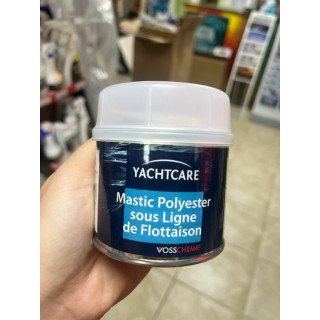 YACHTCARE
Mastic Polyester
sous Ligne
de Flottaison
VOSSCHEMIE